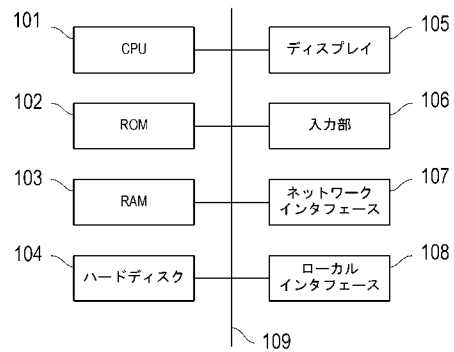 101
CPU
105
ディスプレイ
102
ROM
106
入力部
103
RAM
107
ネットワーク
インタフェース
104
ハードディスク
108
ローカル
インタフェース
109